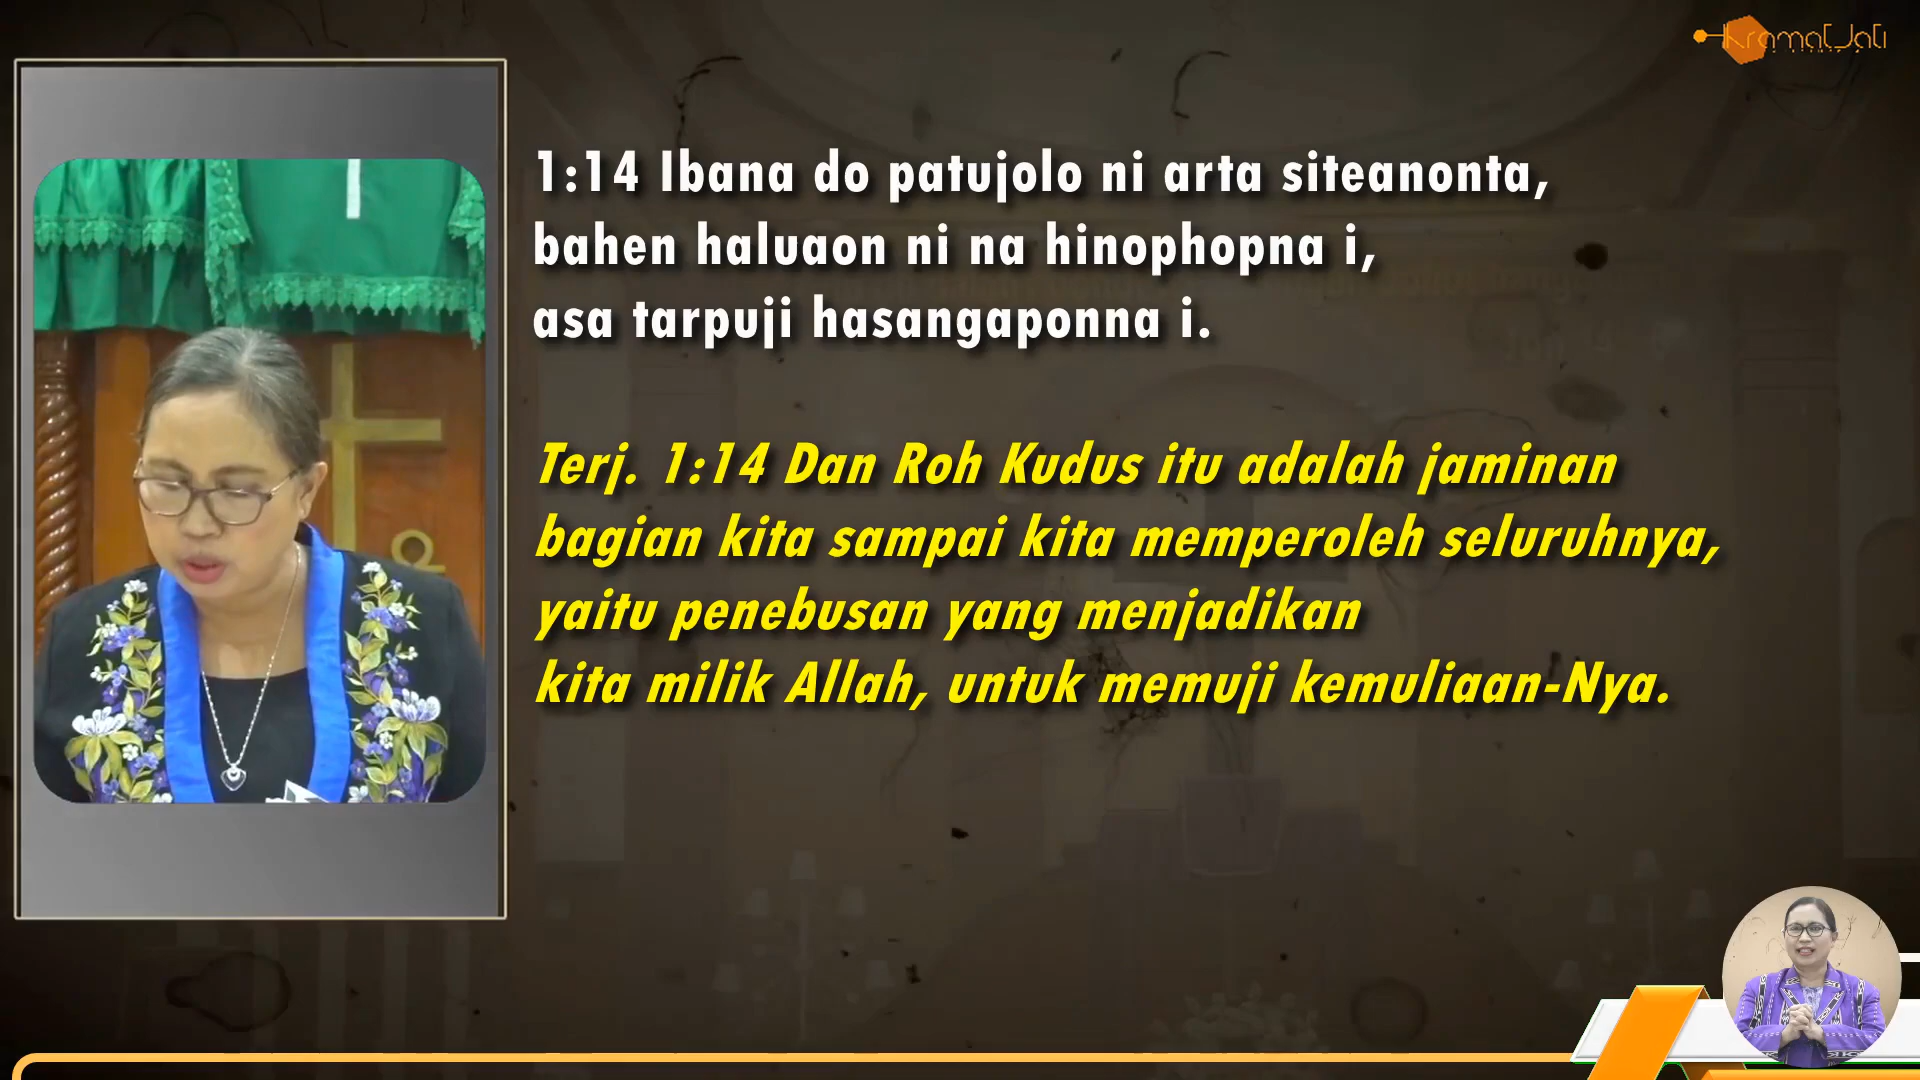 KramatJati
1:14 Ibana do patujolo ni arta siteanonta,
bahen haluaon ni na hinophopna i,
asa tarpuji hasangaponna i.
Terj. 1:14 Dan Roh Kudus itu adalah jaminan
bagian kita sampai kita memperoleh seluruhnya,
yaitu penebusan yang menjadikan
kita milik Allah, untuk memuji kemuliaan-Nya.